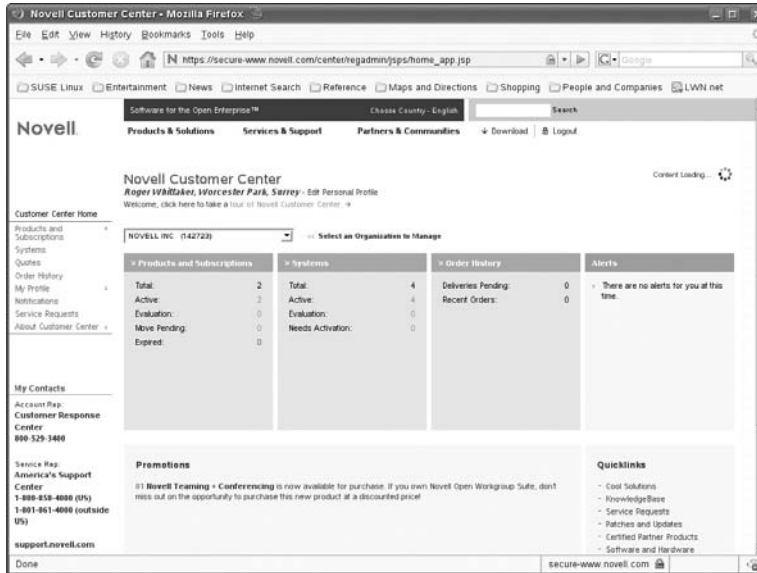 Novell Customer Center - Mozilla Firefox
File Edit View History Bookmarks Tools Help
N https://secure-www.novell.com/center/regadmin/jsps/home_app.jsp
G Google
SUSE Linux Entertainment News Internet Search Reference Maps and Directions Shopping People and Companies LWN.net
Software for the Open Enterprise™ Choose Country - English Search
Novell.
Products & Solutions Services & Support Partners & Communities Download Logout
Content Loading...
Novell Customer Center
Roger Whittaker, Worcester Park, Surrey - Edit Personal Profile
Welcome, click here to take a tour of Novell Customer Center.
Customer Center Home
Products and Subscriptions
Systems
Quotes
Order History
My Profile
Notifications
Service Requests
About Customer Center
NOVELL INC (142723) << Select an Organization to Manage
» Products and Subscriptions
Total: 2
Active: 2
Evaluation: 0
Move Pending: 0
Expired: 0
» Systems
Total: 4
Active: 4
Evaluation: 0
Needs Activation: 0
» Order History
Deliveries Pending: 0
Recent Orders: 0
Alerts
There are no alerts for you at this
time.
My Contacts
Account Rep:
Customer Response
Center
800-529-3400
Service Rep:
America's Support
Center
1-800-858-4000 (US)
1-801-861-4000 (outside
US)
support.novell.com
Promotions
Novell Teaming + Conferencing is now available for purchase. If you own Novell Open Workgroup Suite, don't
miss out on the opportunity to purchase this new product at a discounted price!
Quicklinks
- Cool Solutions
- KnowledgeBase
- Service Requests
- Patches and Updates
- Certified Partner Products
- Software and Hardware
Done secure-www.novell.com